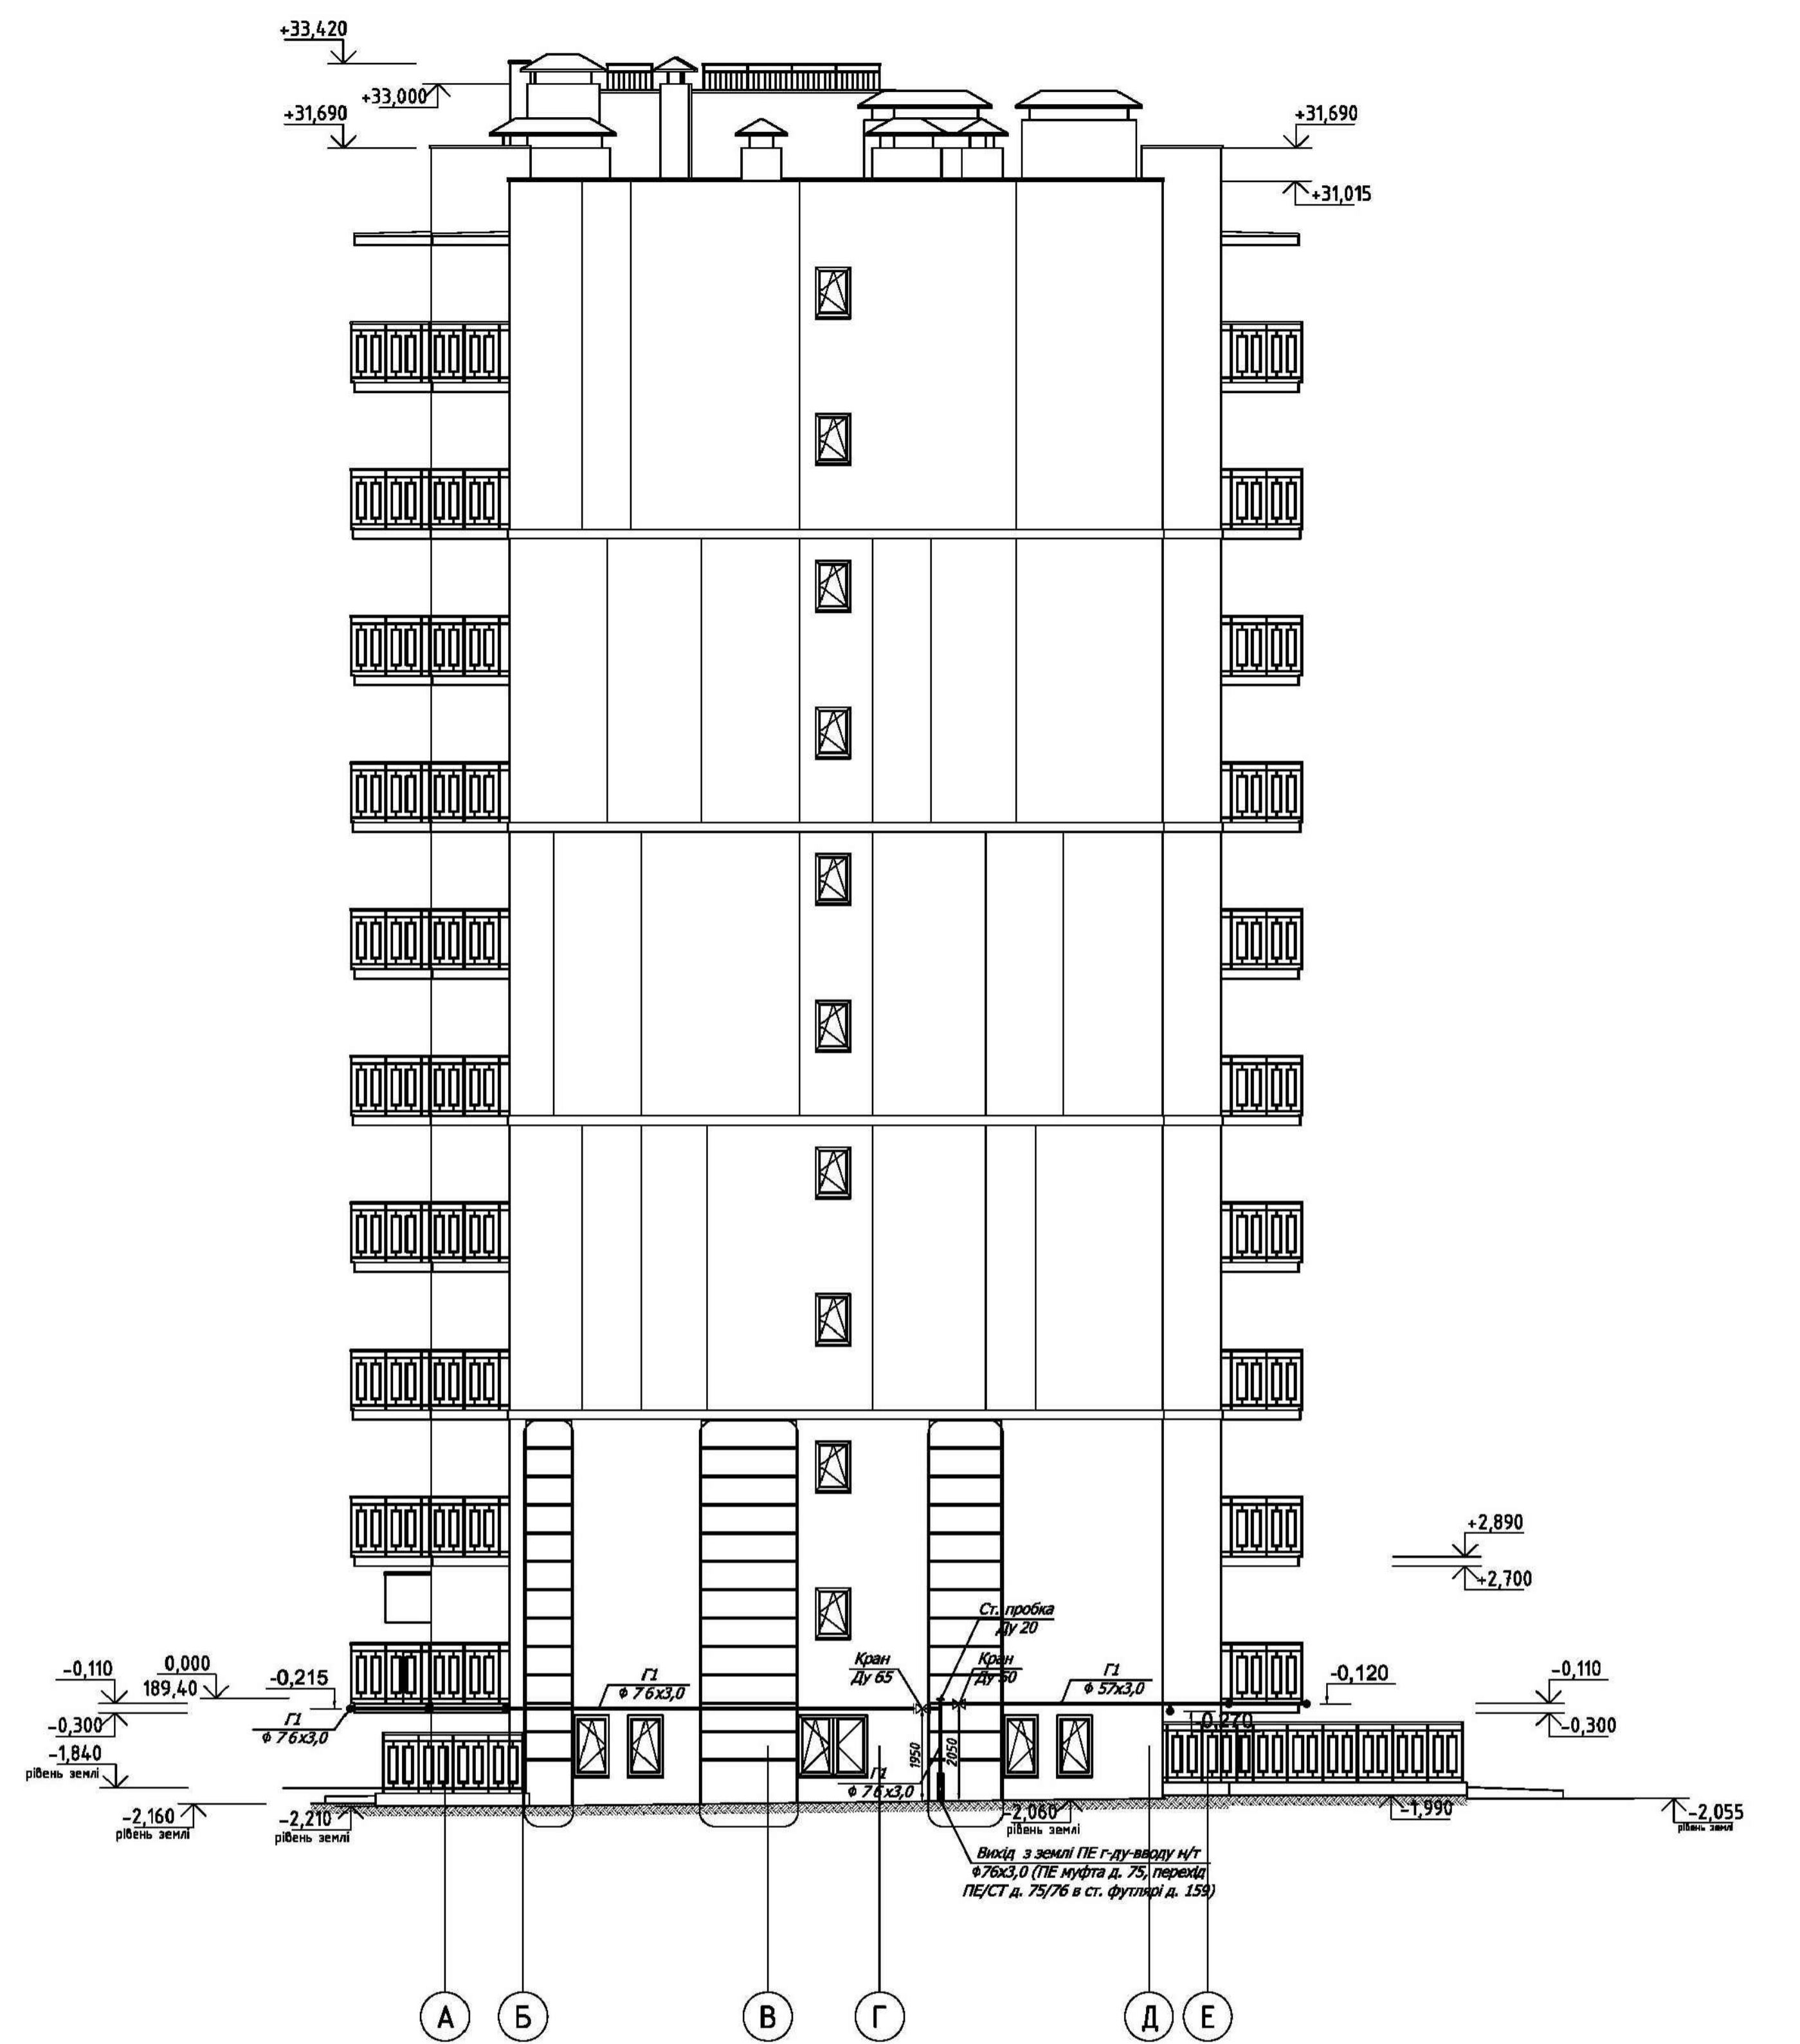 +33,420
+33,000
+31,690
+31,690
+31,015
+2,890
+2,700
Ст. пробка
Ду 20
Кран
Ду 65
Кран
Ду 50
Г1
ϕ 76х3,0
Г1
ϕ 57х3,0
-0,110
0,000
189,40
-0,215
-0,120
-0,110
-0,300
Г1
ϕ 76х3,0
-0,270
-0,300
-1,840
рівень землі
1950
2050
Г1
ϕ 76х3,0
-2,160
рівень землі
-2,210
рівень землі
-2,060
рівень землі
-1,990
-2,055
рівень землі
Вихід з землі ПЕ г-ду-вводу н/т
ϕ76х3,0 (ПЕ муфта д. 75, перехід
ПЕ/СТ д. 75/76 в ст. футлярі д. 159)
А Б В Г Д Е